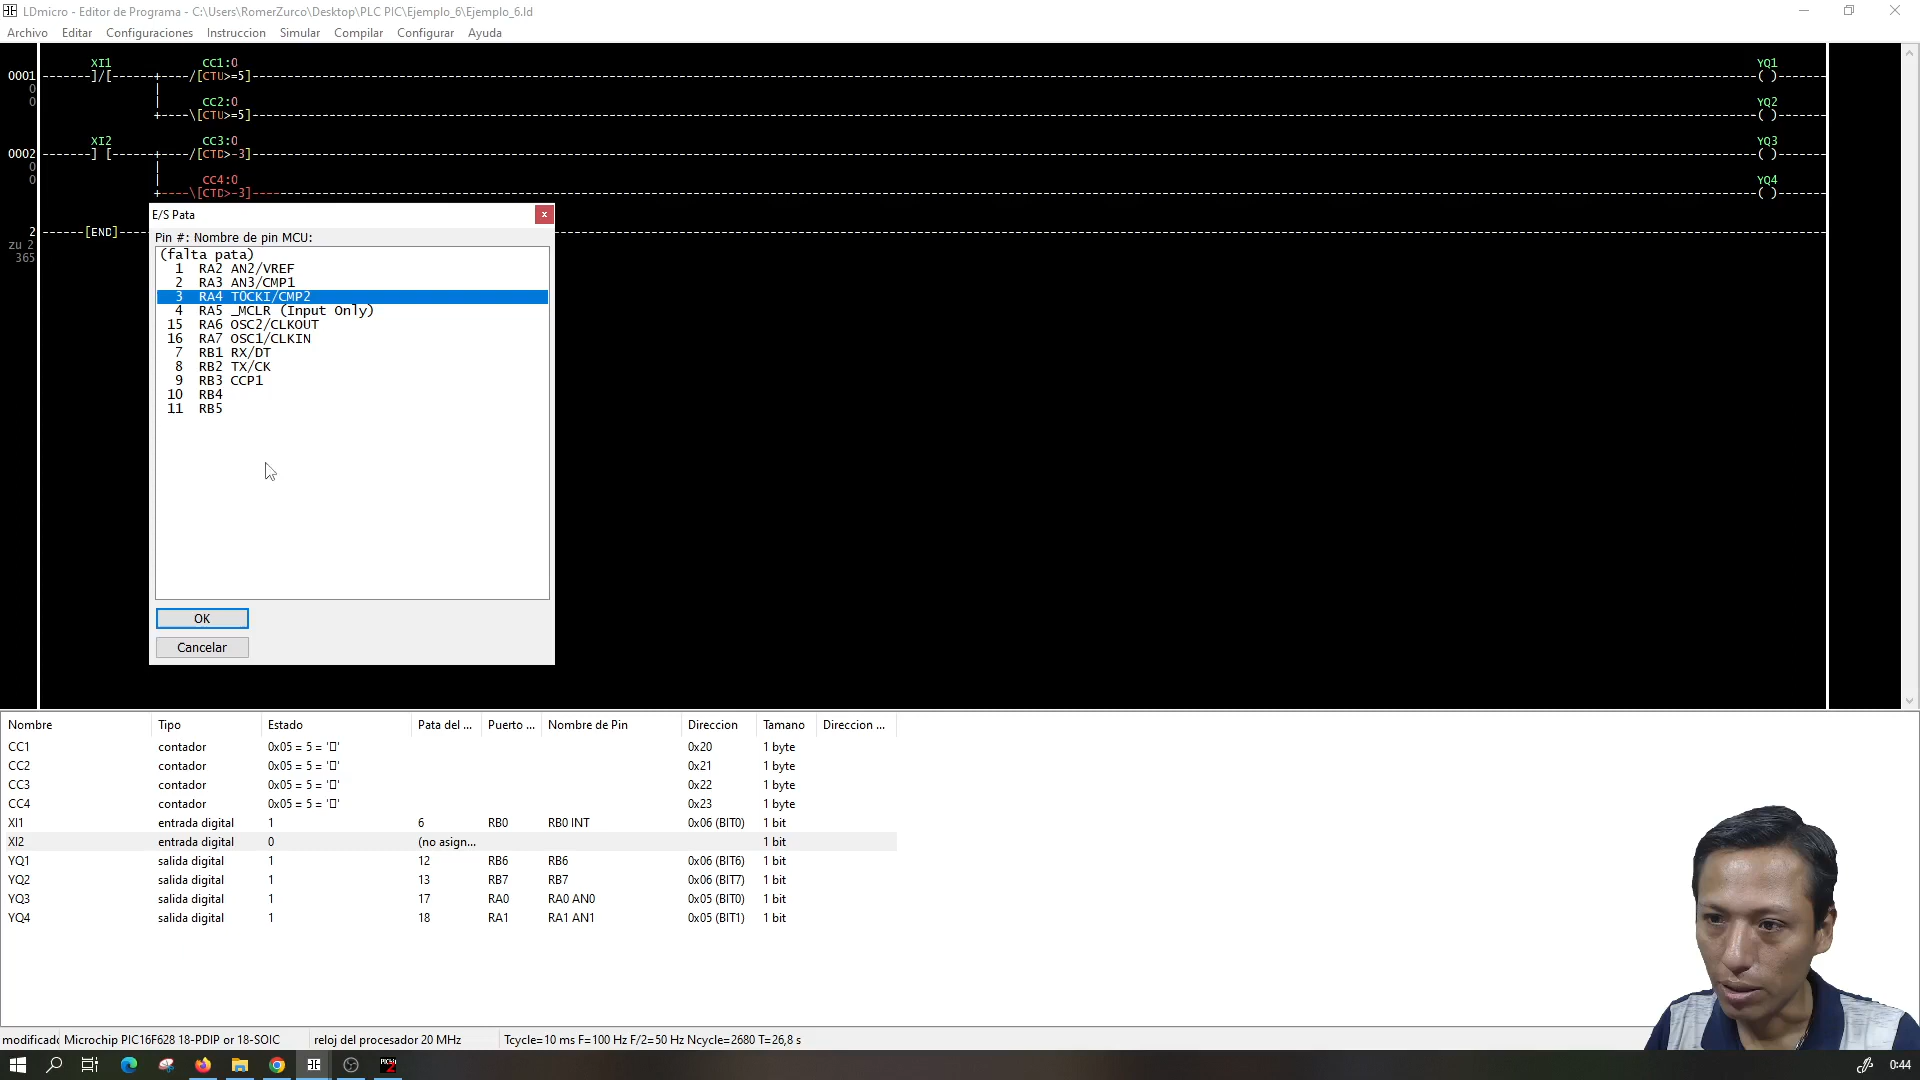 LDmicro - Editor de Programa - C:\Users\RomerZurco\Desktop\PLC PIC\Ejemplo_6\Ejemplo_6.ld
Archivo Editar Configuraciones Instruccion Simular Compilar Configurar Ayuda
XI1 CC1:0 YQ1
0001 ]/[ /[CTU>=5] ( )
0
0 CC2:0 YQ2
\[CTU>=5] ( )
XI2 CC3:0 YQ3
0002 ] [ /[CTD>-3] ( )
0
0 CC4:0 YQ4
\[CTD>-3] ( )
E/S Pata
2 [END]
zu 2
365
Pin #: Nombre de pin MCU:
(falta pata)
1 RA2 AN2/VREF
2 RA3 AN3/CMP1
3 RA4 TOCKI/CMP2
4 RA5 _MCLR (Input Only)
15 RA6 OSC2/CLKOUT
16 RA7 OSC1/CLKIN
7 RB1 RX/DT
8 RB2 TX/CK
9 RB3 CCP1
10 RB4
11 RB5
OK
Cancelar
Nombre Tipo Estado Pata del ... Puerto ... Nombre de Pin Direccion Tamano Direccion ...
CC1 contador 0x05 = 5 = '▯' 0x20 1 byte
CC2 contador 0x05 = 5 = '▯' 0x21 1 byte
CC3 contador 0x05 = 5 = '▯' 0x22 1 byte
CC4 contador 0x05 = 5 = '▯' 0x23 1 byte
XI1 entrada digital 1 6 RB0 RB0 INT 0x06 (BIT0) 1 bit
XI2 entrada digital 0 (no asign... 1 bit
YQ1 salida digital 1 12 RB6 RB6 0x06 (BIT6) 1 bit
YQ2 salida digital 1 13 RB7 RB7 0x06 (BIT7) 1 bit
YQ3 salida digital 1 17 RA0 RA0 AN0 0x05 (BIT0) 1 bit
YQ4 salida digital 1 18 RA1 RA1 AN1 0x05 (BIT1) 1 bit
modificado Microchip PIC16F628 18-PDIP or 18-SOIC reloj del procesador 20 MHz Tcycle=10 ms F=100 Hz F/2=50 Hz Ncycle=2680 T=26,8 s
0:44